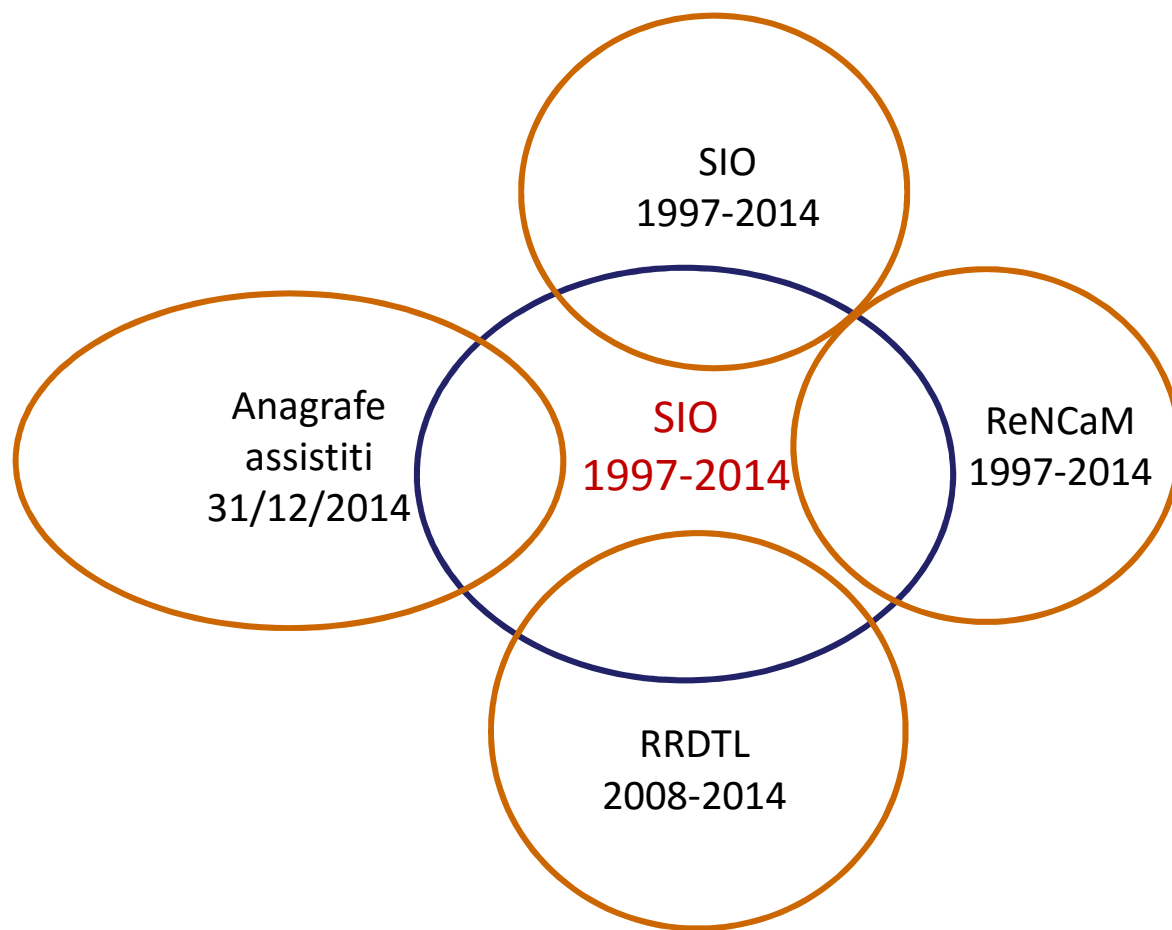 SIO
1997-2014
Anagrafe
assistiti
31/12/2014
SIO
1997-2014
ReNCaM
1997-2014
RRDTL
2008-2014